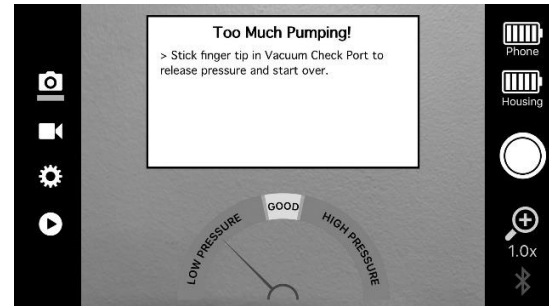 Too Much Pumping!
> Stick finger tip in Vacuum Check Port to
release pressure and start over.
Phone
Housing
LOW PRESSURE
GOOD
HIGH PRESSURE
1.0x